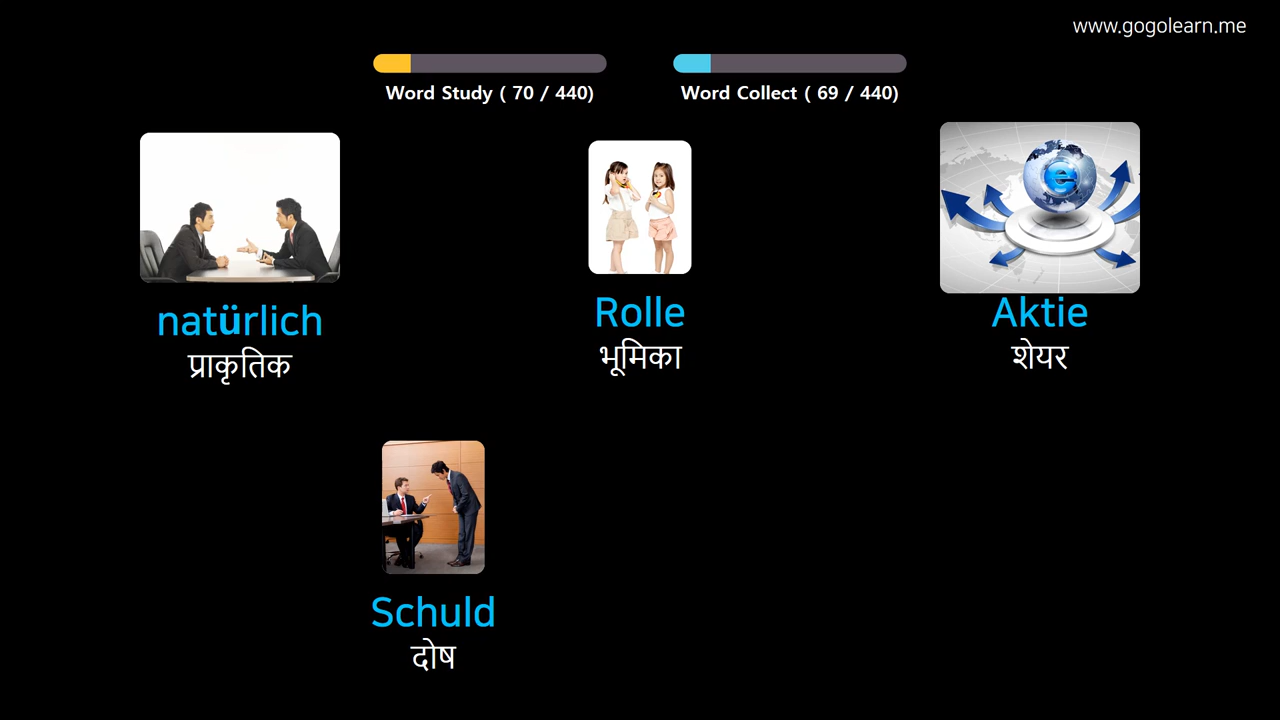 www.gogolearn.me
Word Study ( 70 / 440)
Word Collect ( 69 / 440)
natürlich
प्राकृतिक
Rolle
भूमिका
Aktie
शेयर
e
Schuld
दोष